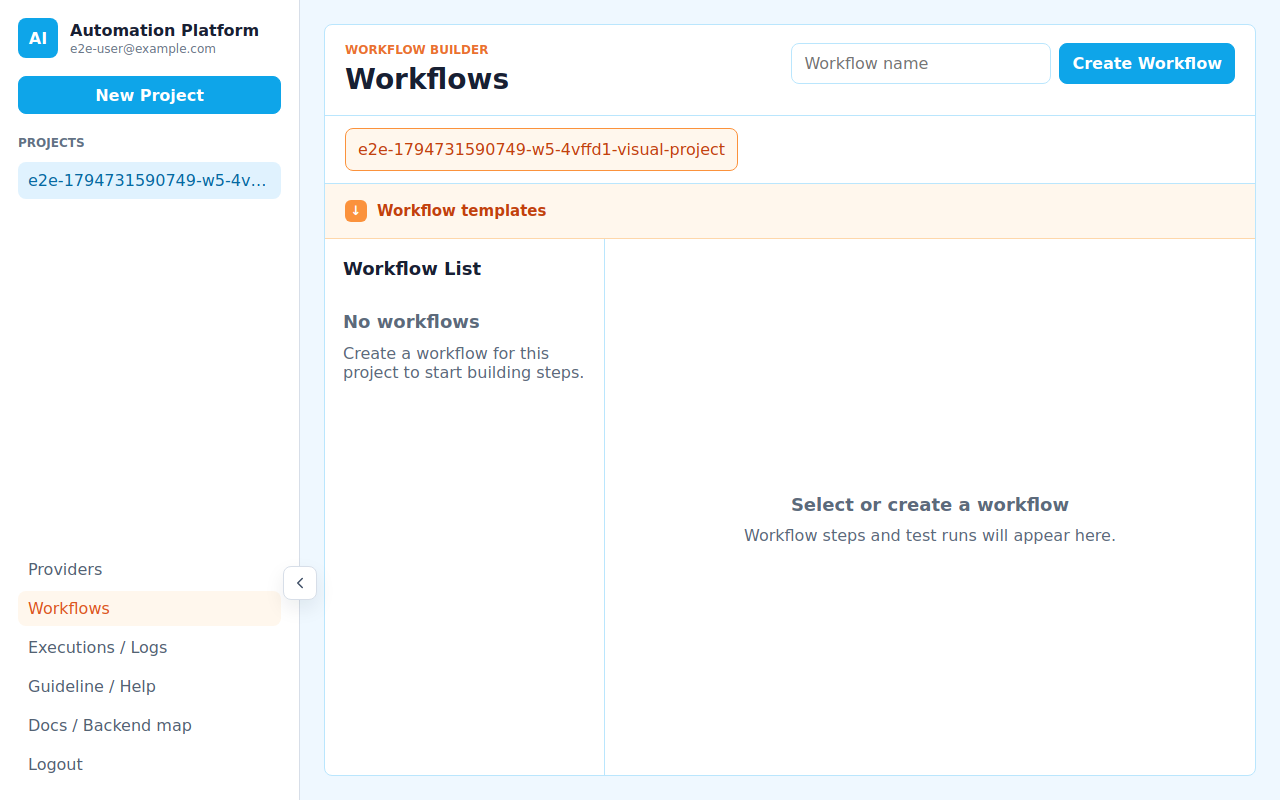 AI
Automation Platform
e2e-user@example.com
New Project
PROJECTS
e2e-1794731590749-w5-4v...
Providers
Workflows
Executions / Logs
Guideline / Help
Docs / Backend map
Logout
WORKFLOW BUILDER
Workflows
Workflow name
Create Workflow
e2e-1794731590749-w5-4vffd1-visual-project
Workflow templates
Workflow List
No workflows
Create a workflow for this
project to start building steps.
Select or create a workflow
Workflow steps and test runs will appear here.